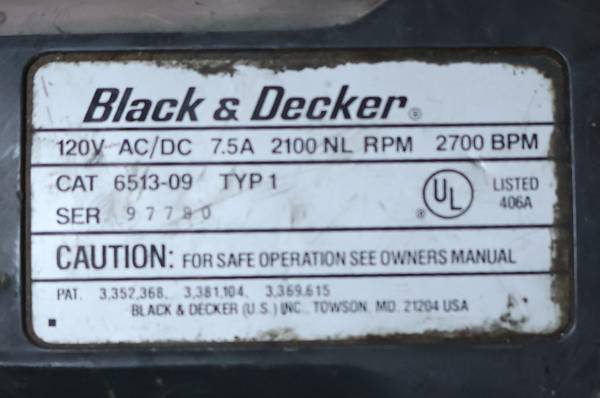 Black & Decker®
120V AC/DC 7.5A 2100 NL RPM 2700 BPM
CAT 6513-09 TYP 1
SER 97780
UL® LISTED 406A
CAUTION: FOR SAFE OPERATION SEE OWNERS MANUAL
PAT. 3,352,368, 3,381,104, 3,369,615
BLACK & DECKER (U.S.) INC., TOWSON, MD. 21204 USA